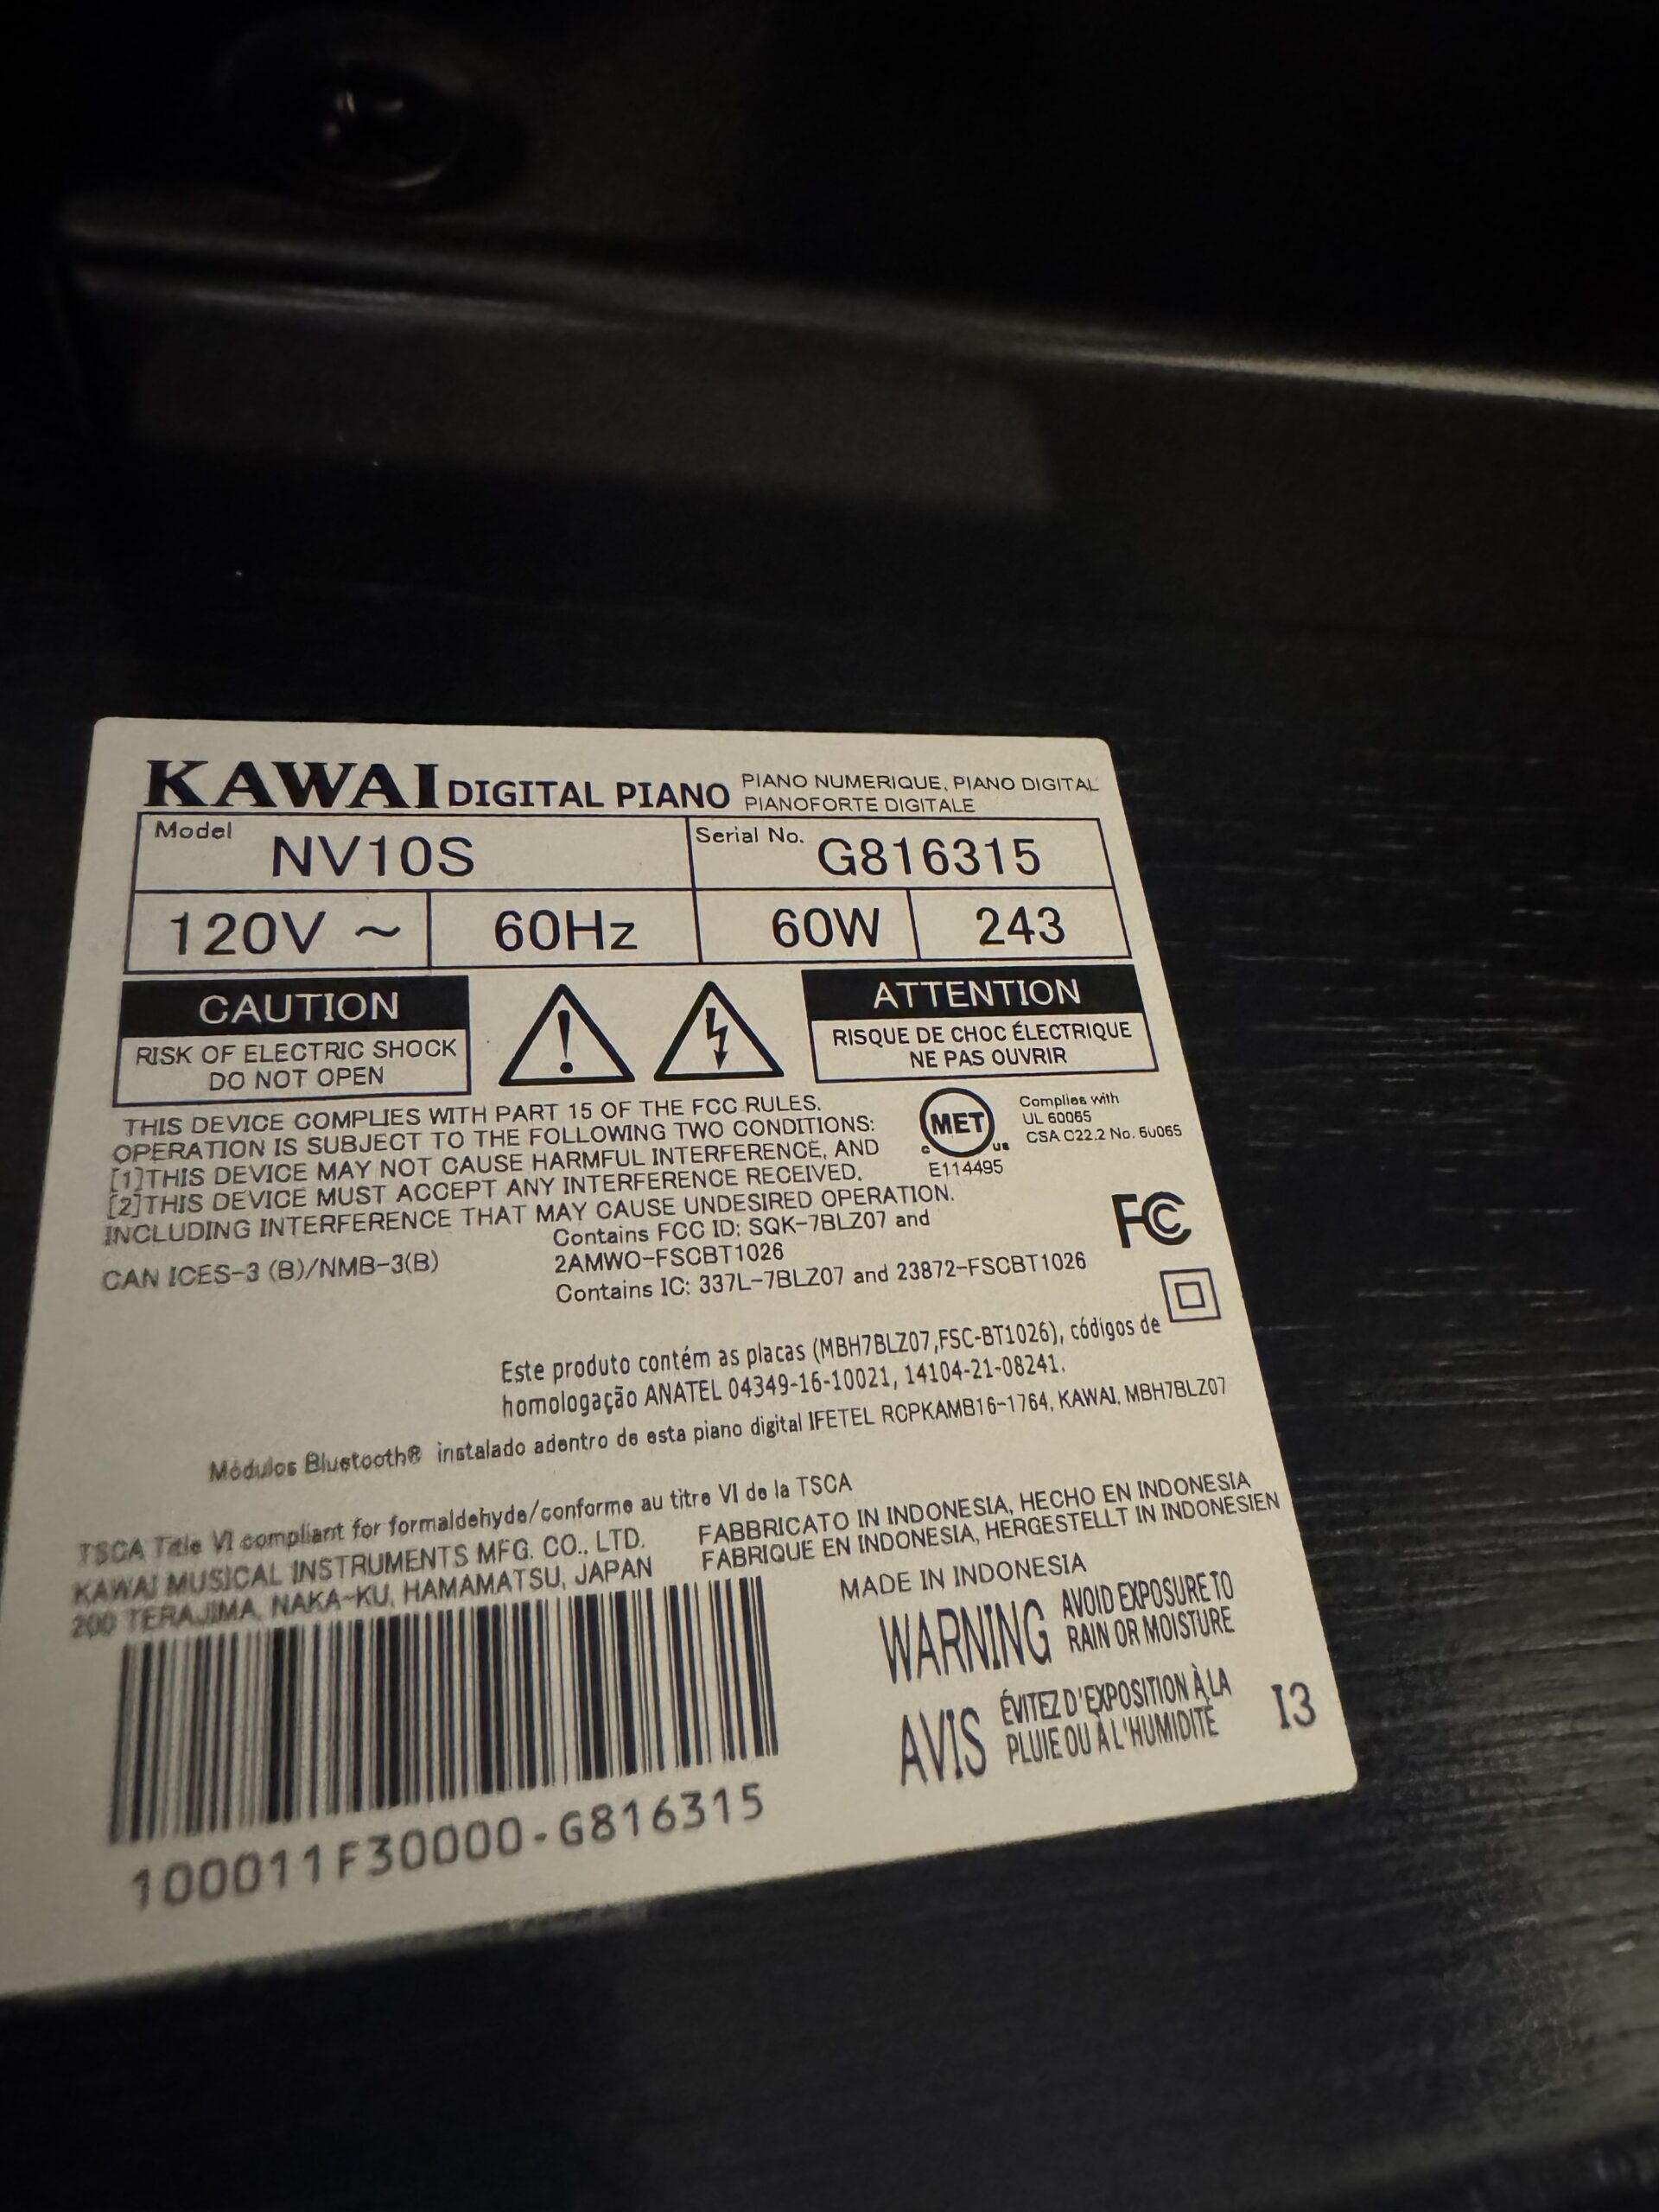 KAWAI DIGITAL PIANO PIANO NUMERIQUE, PIANO DIGITAL
PIANOFORTE DIGITALE
Model NV10S Serial No. G816315
120V ~ 60Hz 60W 243
CAUTION
RISK OF ELECTRIC SHOCK
DO NOT OPEN
ATTENTION
RISQUE DE CHOC ÉLECTRIQUE
NE PAS OUVRIR
THIS DEVICE COMPLIES WITH PART 15 OF THE FCC RULES.
OPERATION IS SUBJECT TO THE FOLLOWING TWO CONDITIONS:
[1]THIS DEVICE MAY NOT CAUSE HARMFUL INTERFERENCE, AND
[2]THIS DEVICE MUST ACCEPT ANY INTERFERENCE RECEIVED.
INCLUDING INTERFERENCE THAT MAY CAUSE UNDESIRED OPERATION.
c MET us
E114495
Complies with
UL 60065
CSA C22.2 No. 60065
FC
CAN ICES-3 (B)/NMB-3(B)
Contains FCC ID: SQK-7BLZ07 and
2AMWO-FSCBT1026
Contains IC: 337L-7BLZ07 and 23872-FSCBT1026
Este produto contém as placas (MBH7BLZ07,FSC-BT1026), códigos de
homologação ANATEL 04349-16-10021, 14104-21-08241.
Módulos Bluetooth® instalado adentro de esta piano digital IFETEL RCPKAMB16-1764, KAWAI, MBH7BLZ07
TSCA Title VI compliant for formaldehyde/conforme au titre VI de la TSCA
KAWAI MUSICAL INSTRUMENTS MFG. CO., LTD.
200 TERAJIMA, NAKA-KU, HAMAMATSU, JAPAN
FABBRICATO IN INDONESIA, HECHO EN INDONESIA
FABRIQUE EN INDONESIA, HERGESTELLT IN INDONESIEN
MADE IN INDONESIA
WARNING AVOID EXPOSURE TO
RAIN OR MOISTURE
AVIS ÉVITEZ D'EXPOSITION À LA
PLUIE OU À L'HUMIDITÉ
I3
100011F30000-G816315